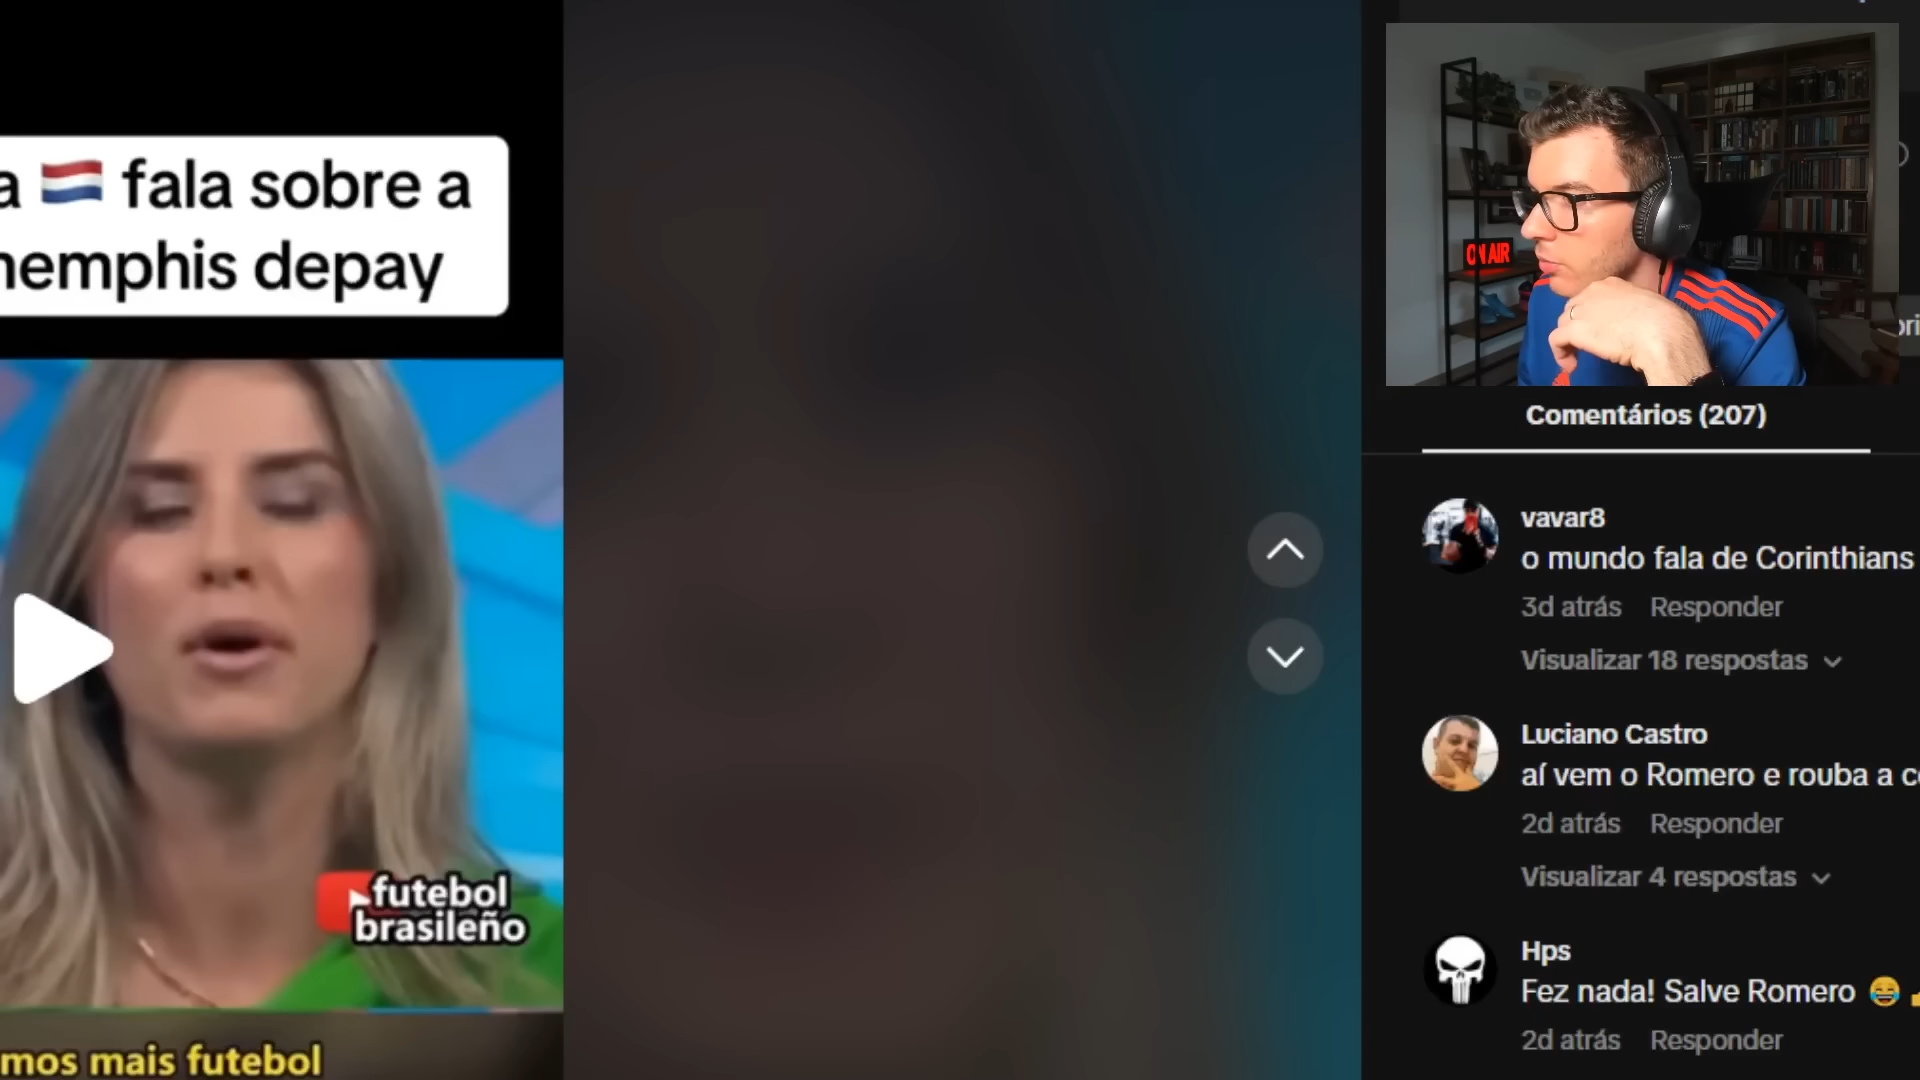 a 🇳🇱 fala sobre a
memphis depay
futebol
brasileño
mos mais futebol
ON AIR
Comentários (207)
vavar8
o mundo fala de Corinthians
3d atrás Responder
Visualizar 18 respostas
Luciano Castro
aí vem o Romero e rouba a
2d atrás Responder
Visualizar 4 respostas
Hps
Fez nada! Salve Romero 😂
2d atrás Responder